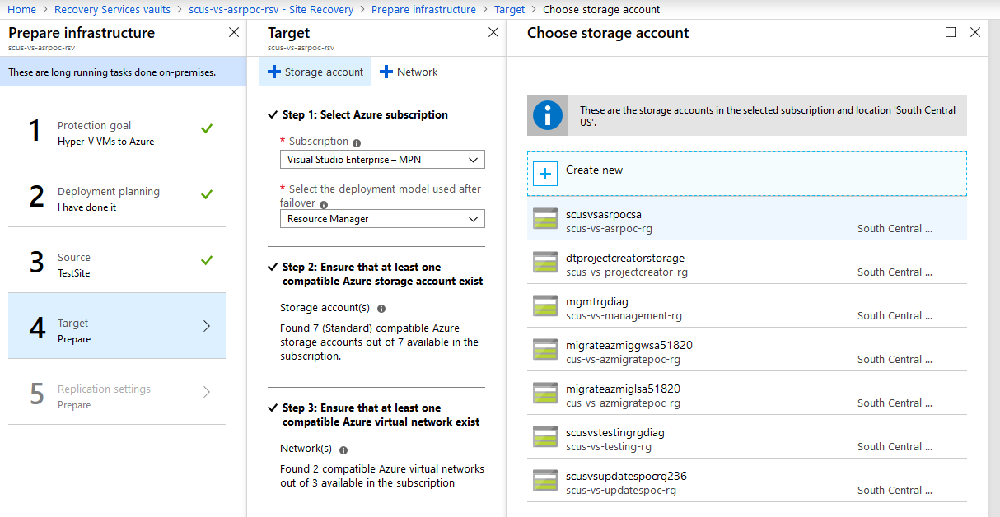 Home > Recovery Services vaults > scus-vs-asrpoc-rsv - Site Recovery > Prepare infrastructure > Target > Choose storage account
Prepare infrastructure
scus-vs-asrpoc-rsv
These are long running tasks done on-premises.
1
Protection goal
Hyper-V VMs to Azure
2
Deployment planning
I have done it
3
Source
TestSite
4
Target
Prepare
5
Replication settings
Prepare
Target
scus-vs-asrpoc-rsv
Storage account
Network
Step 1: Select Azure subscription
* Subscription
Visual Studio Enterprise – MPN
* Select the deployment model used after
failover
Resource Manager
Step 2: Ensure that at least one
compatible Azure storage account exist
Storage account(s)
Found 7 (Standard) compatible Azure
storage accounts out of 7 available in the
subscription.
Step 3: Ensure that at least one
compatible Azure virtual network exist
Network(s)
Found 2 compatible Azure virtual networks
out of 3 available in the subscription
Choose storage account
These are the storage accounts in the selected subscription and location 'South Central
US'.
Create new
scusvsasrpocsa
scus-vs-asrpoc-rg South Central ...
dtprojectcreatorstorage
scus-vs-projectcreator-rg South Central ...
mgmtrgdiag
scus-vs-management-rg South Central ...
migrateazmiggwsa51820
cus-vs-azmigratepoc-rg South Central ...
migrateazmiglsa51820
cus-vs-azmigratepoc-rg South Central ...
scusvstestingrgdiag
scus-vs-testing-rg South Central ...
scusvsupdatespocrg236
scus-vs-updatespoc-rg South Central ...